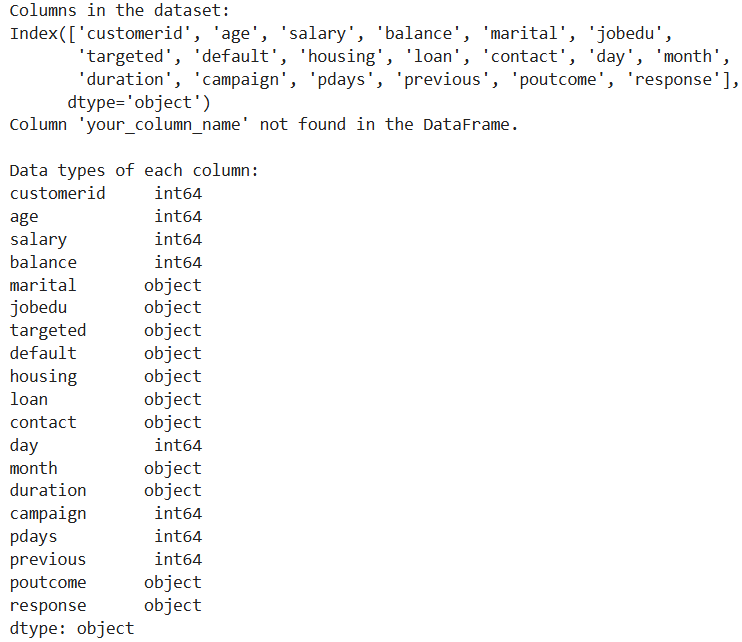 Columns in the dataset:
Index(['customerid', 'age', 'salary', 'balance', 'marital', 'jobedu',
       'targeted', 'default', 'housing', 'loan', 'contact', 'day', 'month',
       'duration', 'campaign', 'pdays', 'previous', 'poutcome', 'response'],
      dtype='object')
Column 'your_column_name' not found in the DataFrame.

Data types of each column:
customerid     int64
age            int64
salary         int64
balance        int64
marital       object
jobedu        object
targeted      object
default       object
housing       object
loan          object
contact       object
day            int64
month         object
duration      object
campaign       int64
pdays          int64
previous       int64
poutcome      object
response      object
dtype: object